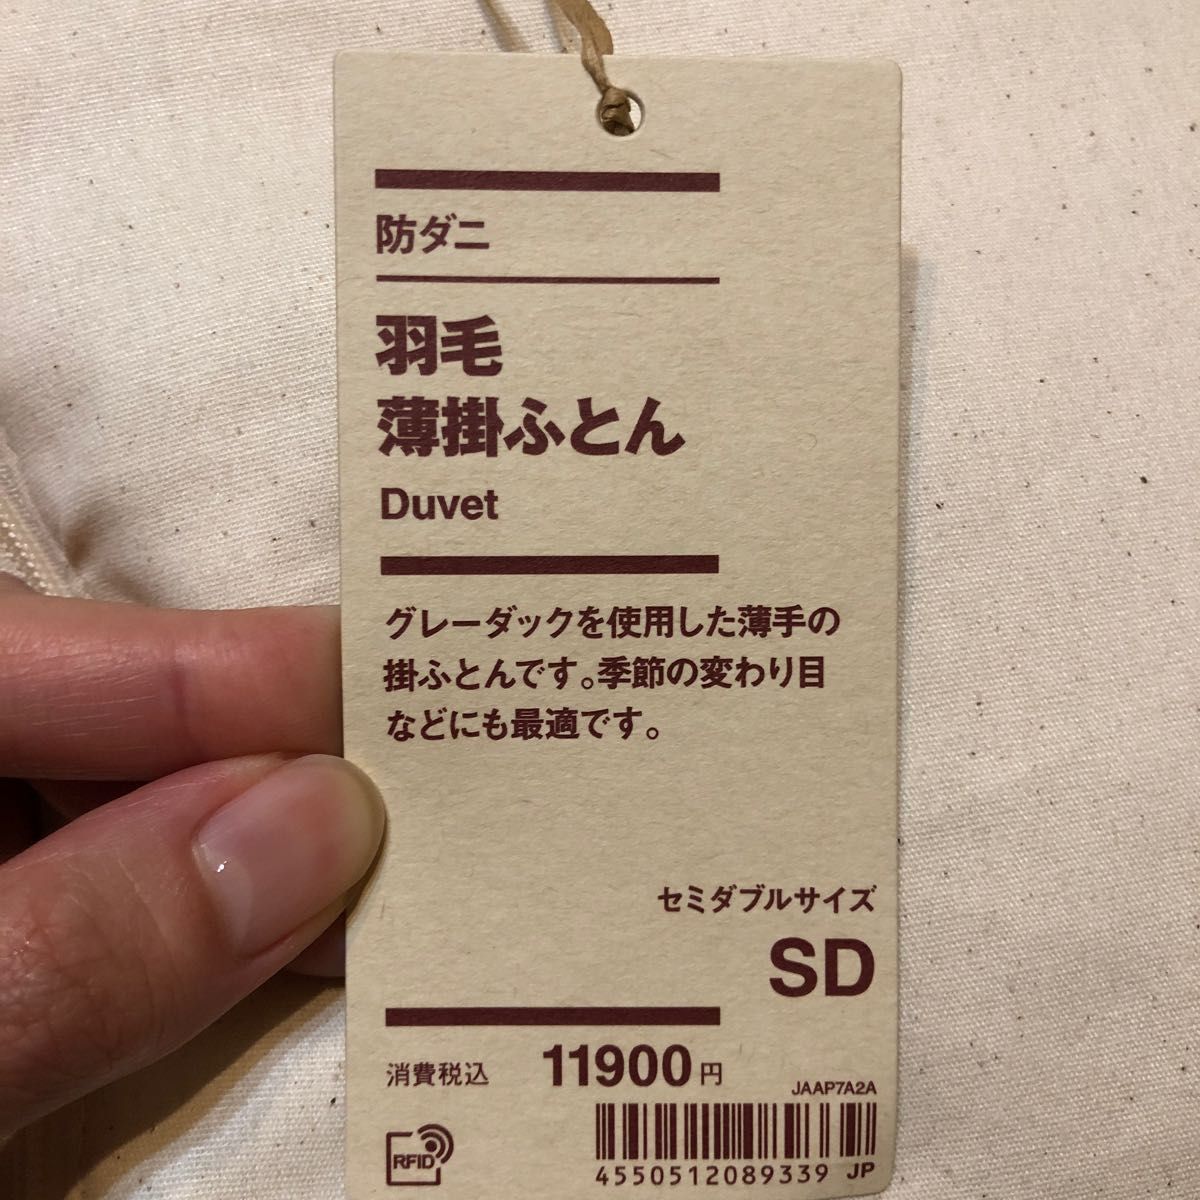 防ダニ
羽毛
薄掛ふとん
Duvet
グレーダックを使用した薄手の
掛ふとんです。季節の変わり目
などにも最適です。
セミダブルサイズ
SD
消費税込 11900円
JAAP7A2A
RFID
4550512089339 JP